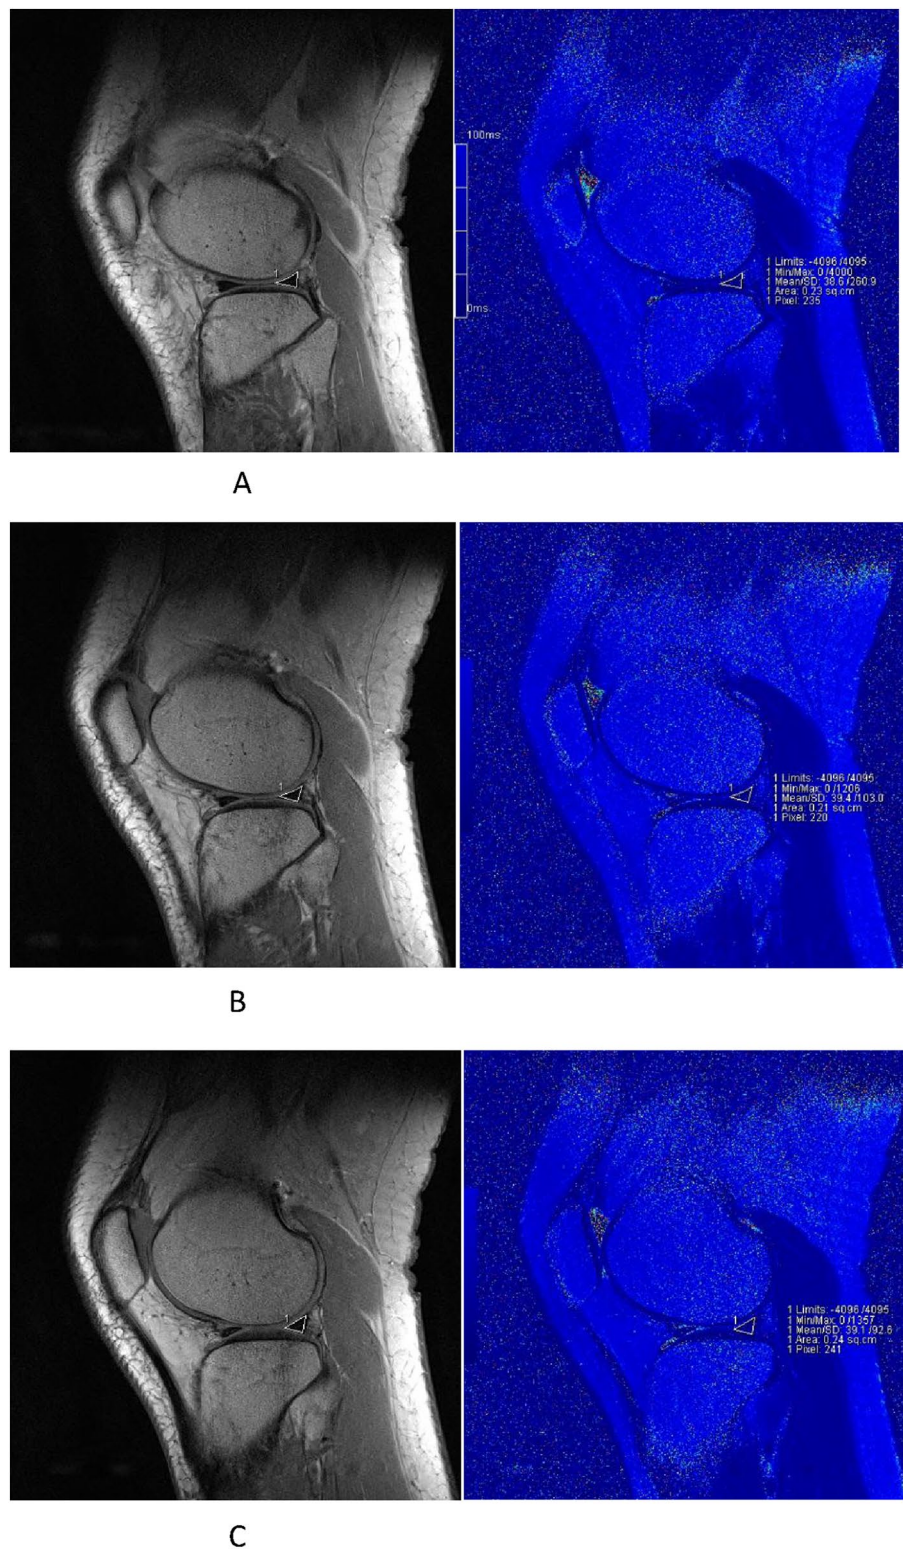 100ms
0ms
1
1
1 Limits: -4096 /4095
1 Min/Max: 0 /4000
1 Mean/SD: 38.6 /260.9
1 Area: 0.23 sq.cm
1 Pixel: 235
A
1
1 Limits: -4096 /4095
1 Min/Max: 0 /1206
1 Mean/SD: 39.4 /103.0
1 Area: 0.21 sq.cm
1 Pixel: 220
B
1
1
1 Limits: -4096 /4095
1 Min/Max: 0 /1357
1 Mean/SD: 39.1 /92.6
1 Area: 0.24 sq.cm
1 Pixel: 241
C